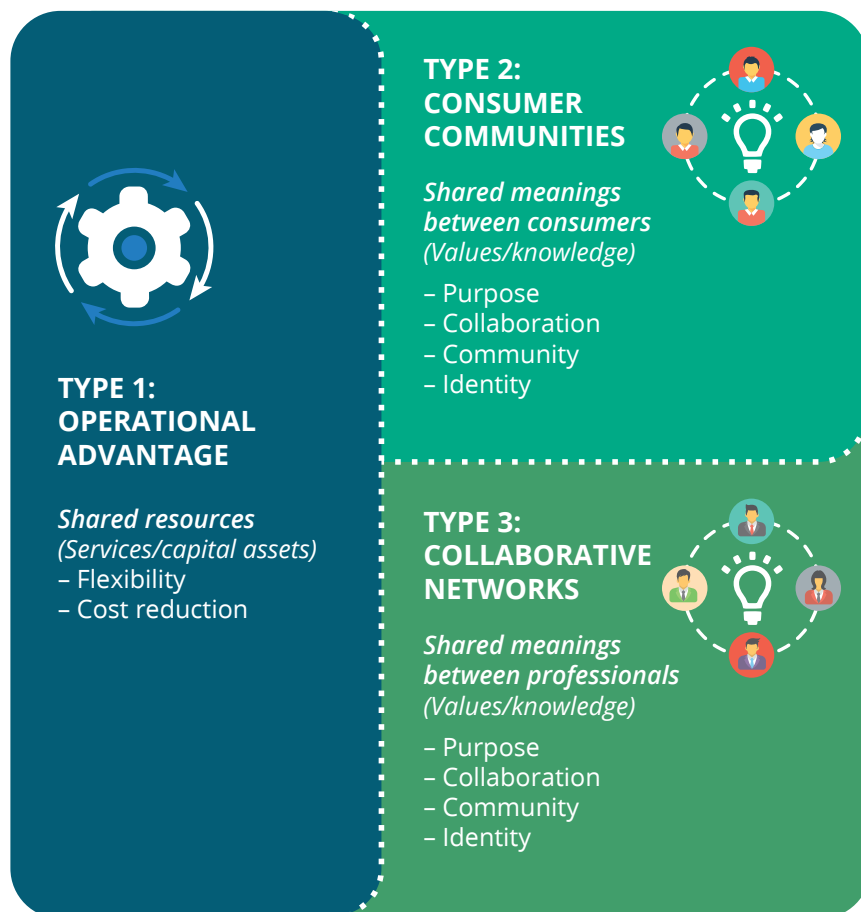 TYPE 1:
OPERATIONAL
ADVANTAGE
Shared resources
(Services/capital assets)
– Flexibility
– Cost reduction
TYPE 2:
CONSUMER
COMMUNITIES
Shared meanings
between consumers
(Values/knowledge)
– Purpose
– Collaboration
– Community
– Identity
TYPE 3:
COLLABORATIVE
NETWORKS
Shared meanings
between professionals
(Values/knowledge)
– Purpose
– Collaboration
– Community
– Identity